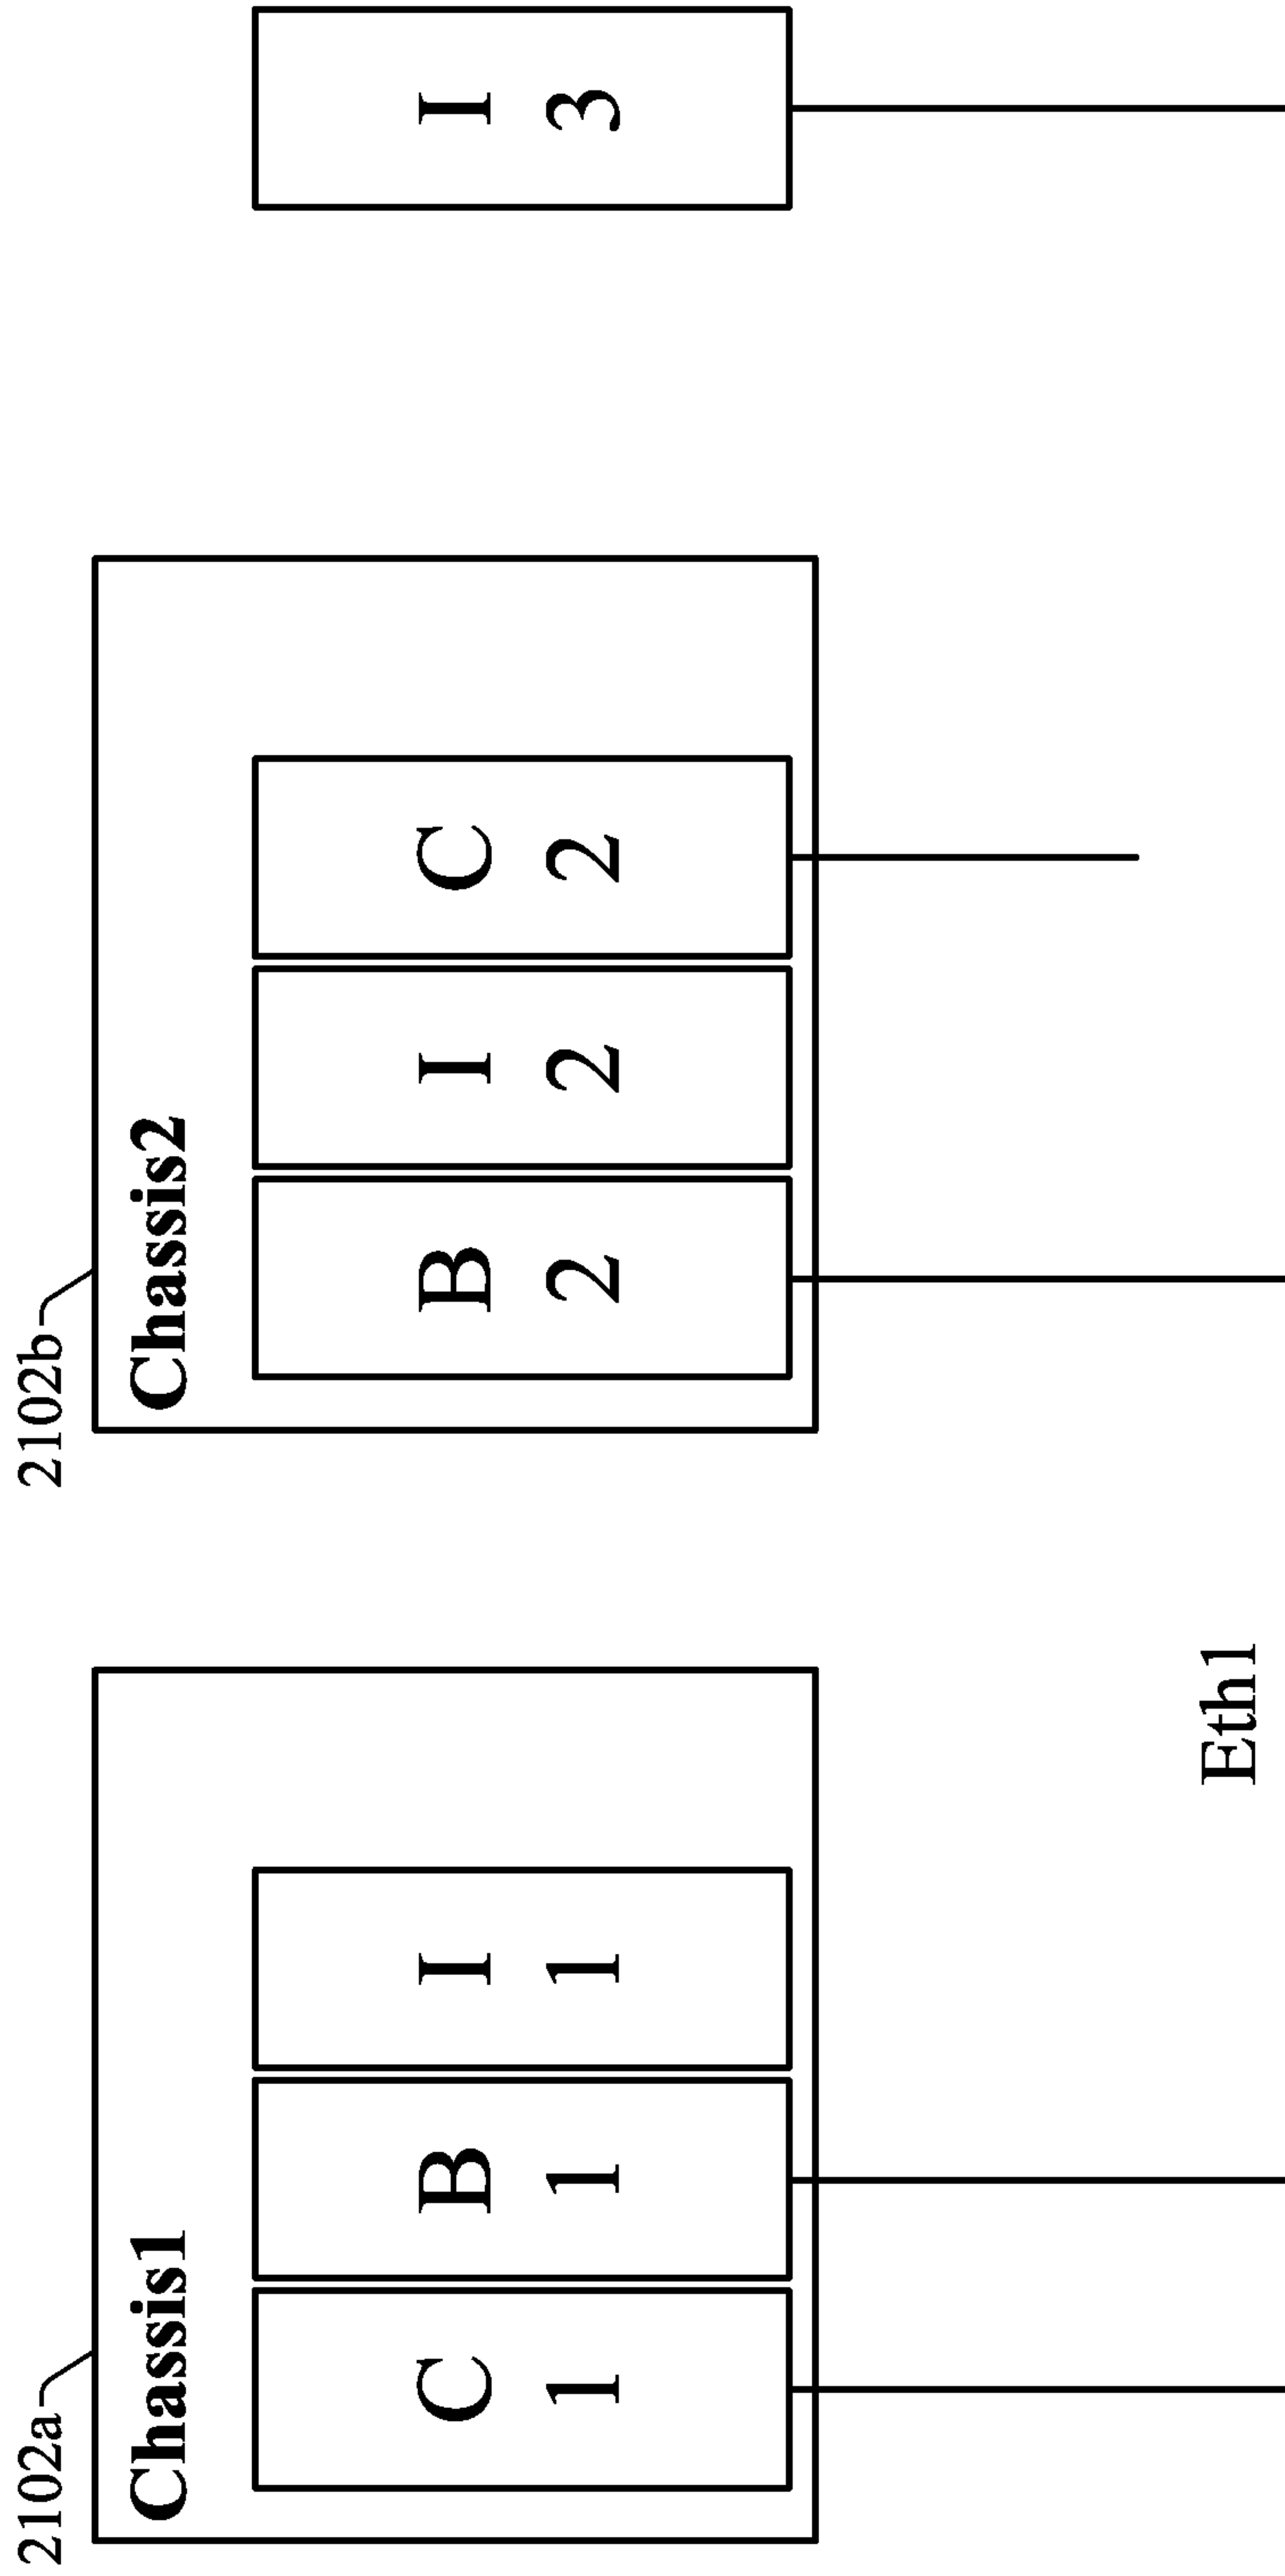 2102a
2102b
Chassis1
Chassis2
C B I
1 1 1
B I C
2 2 2
I
3
Eth1